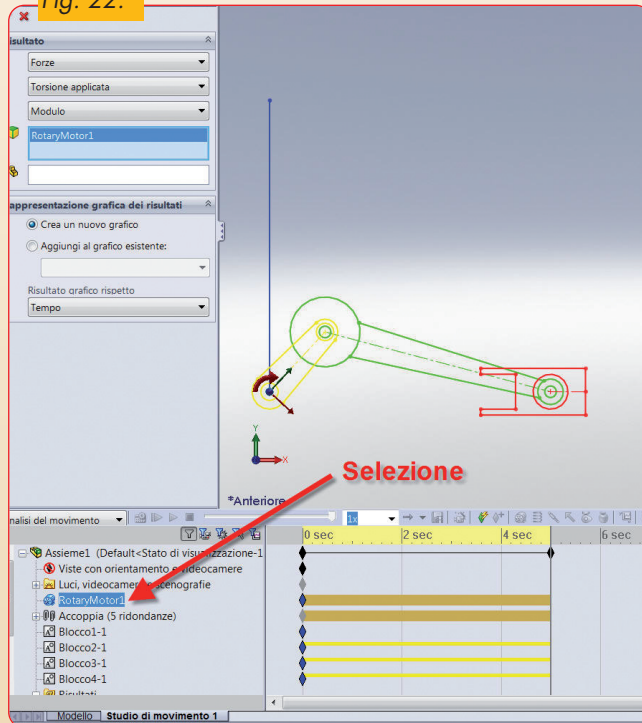 Fig. 22.
isultato
Forze
Torsione applicata
Modulo
RotaryMotor1
appresentazione grafica dei risultati
Crea un nuovo grafico
Aggiungi al grafico esistente:
Risultato grafico rispetto
Tempo
Y
X
*Anteriore
Selezione
nalisi del movimento
1x
0 sec 2 sec 4 sec 6 sec
Assieme1 (Default<Stato di visualizzazione-1
Viste con orientamento e videocamere
Luci, videocamere scenografie
RotaryMotor1
Accoppia (5 ridondanze)
Blocco1-1
Blocco2-1
Blocco3-1
Blocco4-1
Risultati
Modello Studio di movimento 1